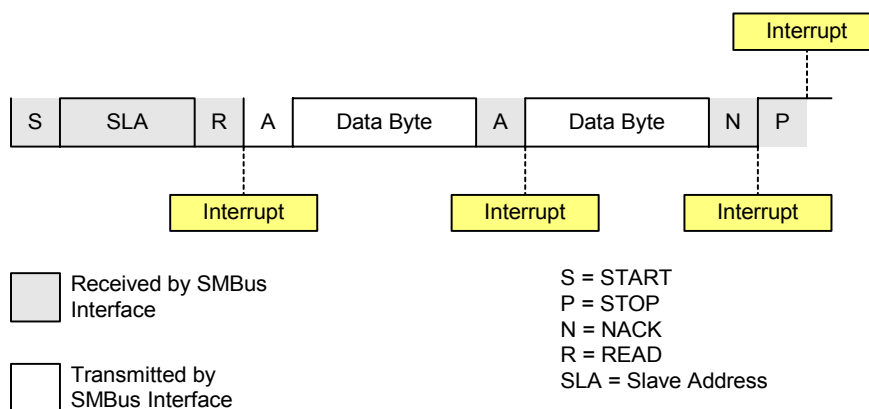 Interrupt
S SLA R A Data Byte A Data Byte N P
Interrupt Interrupt Interrupt
Received by SMBus
Interface
Transmitted by
SMBus Interface
S = START
P = STOP
N = NACK
R = READ
SLA = Slave Address